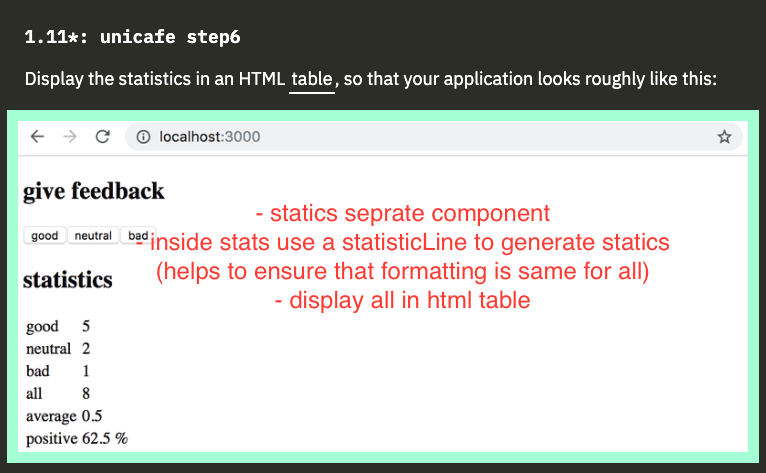 1.11*: unicafe step6
Display the statistics in an HTML table, so that your application looks roughly like this:
localhost:3000
give feedback
- statics seprate component
good neutral bad
- inside stats use a statisticLine to generate statics
(helps to ensure that formatting is same for all)
statistics
- display all in html table
good 5
neutral 2
bad 1
all 8
average 0.5
positive 62.5 %